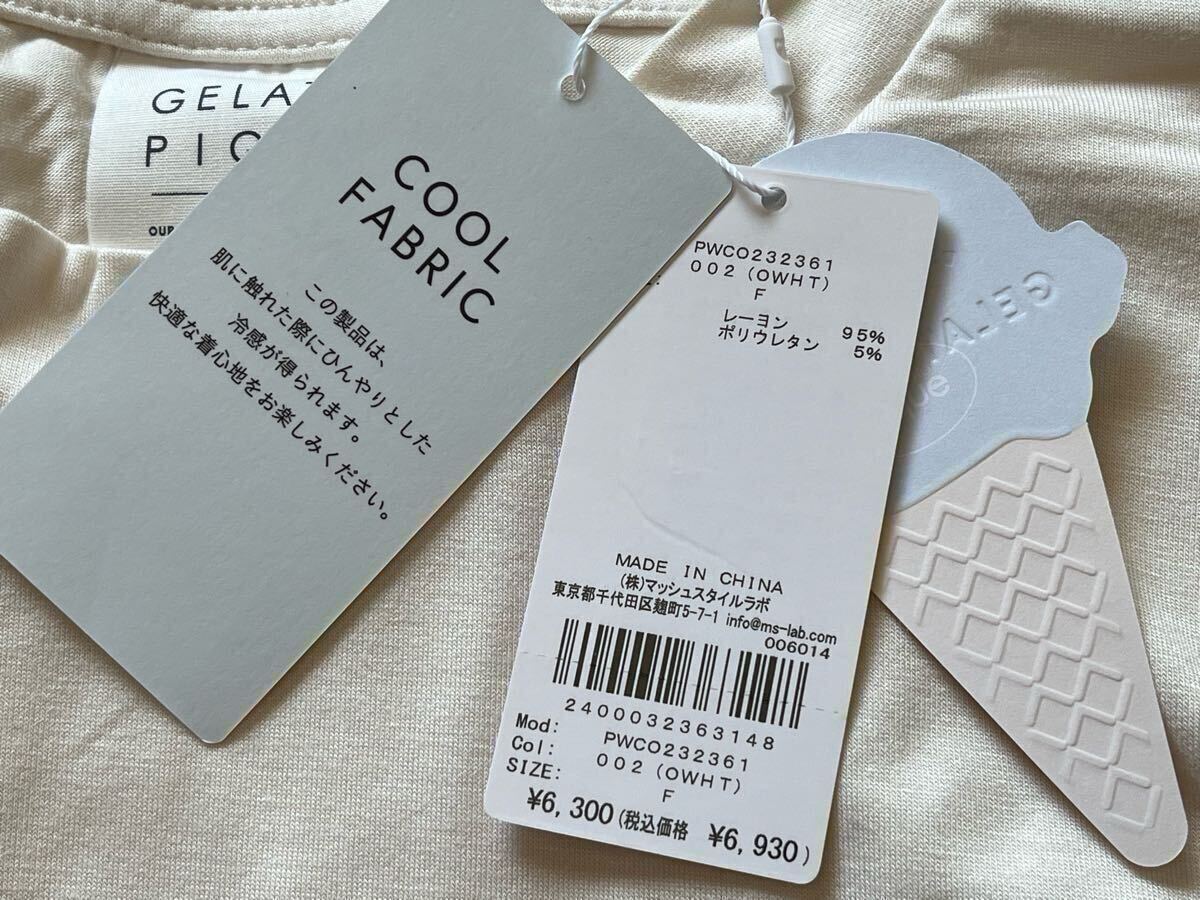 GELA
PIC
OUR
COOL
FABRIC
この製品は、
肌に触れた際にひんやりとした
冷感が得られます。
快適な着心地をお楽しみください。
PWCO232361
002 (OWHT)
F
レーヨン 95%
ポリウレタン 5%
MADE IN CHINA
(株)マッシュスタイルラボ
東京都千代田区麹町5-7-1 info@ms-lab.com
006014
2400032363148
Mod: PWCO232361
Col: 002 (OWHT)
SIZE: F
¥6,300(税込価格 ¥6,930)
GELA
que